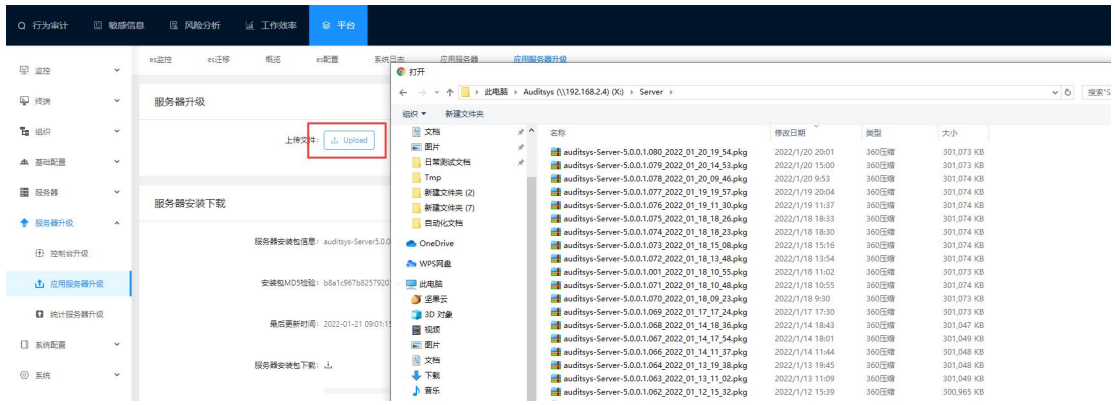 行为审计 敏感信息 风险分析 工作效率 平台
es监控 es迁移 概览 es配置 系统日志 应用服务器 应用服务器升级
监控
终端
组织
基础配置
服务器
服务器升级
控制台升级
应用服务器升级
统计服务器升级
系统配置
系统
服务器升级
上传文件: Upload
服务器安装下载
服务器安装包信息: auditsys-Server5.0.0
安装包MD5检验: b8a1c967b8257920
最后更新时间: 2022-01-21 09:01:15
服务器安装包下载:
打开
此电脑 > Auditsys (\\192.168.2.4) (X:) > Server >
搜索"S
组织 新建文件夹
文档
图片
日常测试文档
Tmp
新建文件夹 (2)
新建文件夹 (7)
自动化文档
OneDrive
WPS网盘
此电脑
坚果云
3D 对象
视频
图片
文档
下载
音乐
名称 修改日期 类型 大小
auditsys-Server-5.0.0.1.080_2022_01_20_19_54.pkg 2022/1/20 20:01 360压缩 301,073 KB
auditsys-Server-5.0.0.1.079_2022_01_20_14_53.pkg 2022/1/20 15:00 360压缩 301,073 KB
auditsys-Server-5.0.0.1.078_2022_01_20_09_46.pkg 2022/1/20 9:53 360压缩 301,074 KB
auditsys-Server-5.0.0.1.077_2022_01_19_19_57.pkg 2022/1/19 20:04 360压缩 301,074 KB
auditsys-Server-5.0.0.1.076_2022_01_19_11_30.pkg 2022/1/19 11:37 360压缩 301,074 KB
auditsys-Server-5.0.0.1.075_2022_01_18_18_26.pkg 2022/1/18 18:33 360压缩 301,074 KB
auditsys-Server-5.0.0.1.074_2022_01_18_18_23.pkg 2022/1/18 18:30 360压缩 301,074 KB
auditsys-Server-5.0.0.1.073_2022_01_18_15_08.pkg 2022/1/18 15:16 360压缩 301,074 KB
auditsys-Server-5.0.0.1.072_2022_01_18_13_48.pkg 2022/1/18 13:54 360压缩 301,074 KB
auditsys-Server-5.0.0.1.001_2022_01_18_10_55.pkg 2022/1/18 11:02 360压缩 301,073 KB
auditsys-Server-5.0.0.1.071_2022_01_18_10_48.pkg 2022/1/18 10:55 360压缩 301,074 KB
auditsys-Server-5.0.0.1.070_2022_01_18_09_23.pkg 2022/1/18 9:30 360压缩 301,073 KB
auditsys-Server-5.0.0.1.069_2022_01_17_17_24.pkg 2022/1/17 17:30 360压缩 301,073 KB
auditsys-Server-5.0.0.1.068_2022_01_14_18_36.pkg 2022/1/14 18:43 360压缩 301,047 KB
auditsys-Server-5.0.0.1.067_2022_01_14_17_54.pkg 2022/1/14 18:01 360压缩 301,049 KB
auditsys-Server-5.0.0.1.066_2022_01_14_11_37.pkg 2022/1/14 11:44 360压缩 301,048 KB
auditsys-Server-5.0.0.1.064_2022_01_13_19_38.pkg 2022/1/13 19:45 360压缩 301,048 KB
auditsys-Server-5.0.0.1.063_2022_01_13_11_02.pkg 2022/1/13 11:09 360压缩 301,049 KB
auditsys-Server-5.0.0.1.062_2022_01_12_15_32.pkg 2022/1/12 15:39 360压缩 300,965 KB